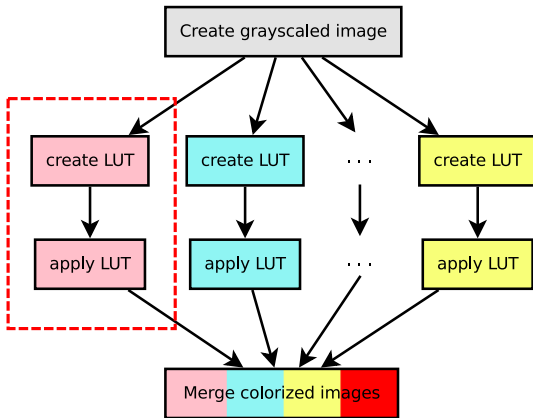 Create grayscaled image
create LUT create LUT . . . create LUT
apply LUT apply LUT . . . apply LUT
Merge colorized images